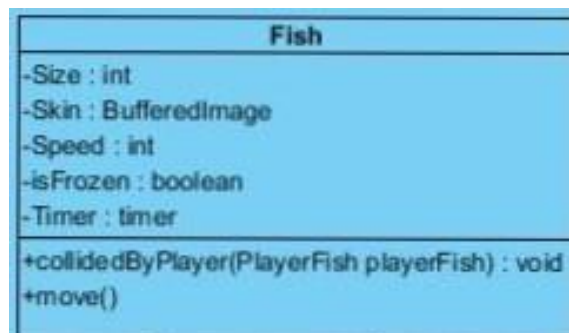 Fish
-Size : int
-Skin : BufferedImage
-Speed : int
-isFrozen : boolean
-Timer : timer
+collidedByPlayer(PlayerFish playerFish) : void
+move()